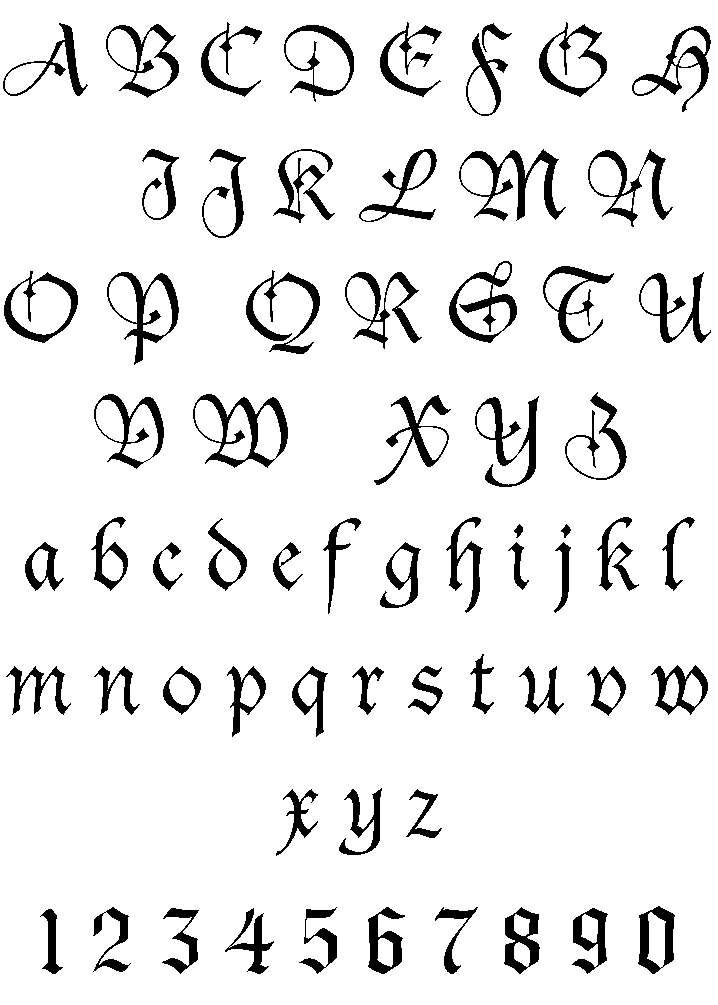 A B C D E F G H
I J K L M N
O P Q R S T U
V W X Y Z
a b c d e f g h i j k l
m n o p q r s t u v w
x y z
1 2 3 4 5 6 7 8 9 0